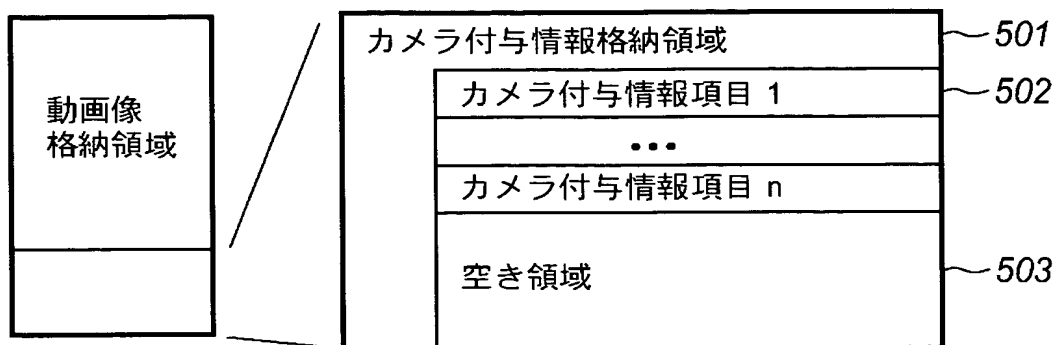 動画像
格納領域
カメラ付与情報格納領域 501
カメラ付与情報項目 1 502
•••
カメラ付与情報項目 n
空き領域 503